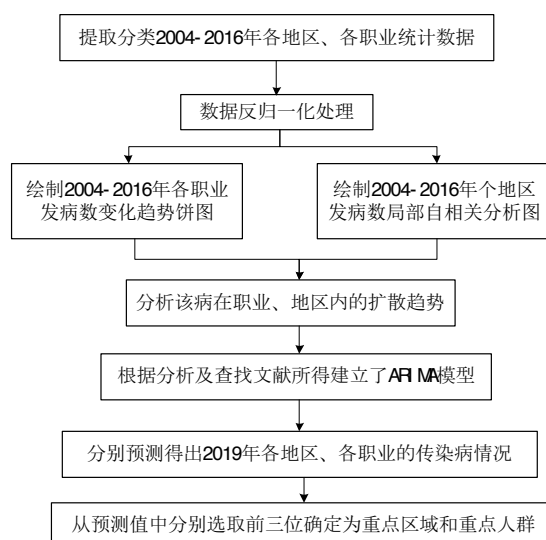 提取分类2004-2016年各地区、各职业统计数据
数据反归一化处理
绘制2004-2016年各职业
发病数变化趋势饼图
绘制2004-2016年个地区
发病数局部自相关分析图
分析该病在职业、地区内的扩散趋势
根据分析及查找文献所得建立了ARIMA模型
分别预测得出2019年各地区、各职业的传染病情况
从预测值中分别选取前三位确定为重点区域和重点人群